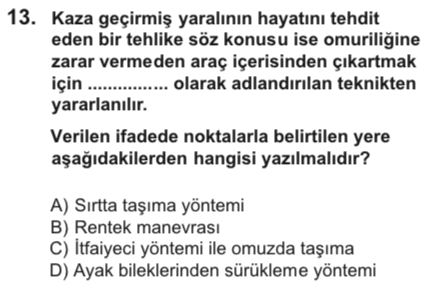 13. Kaza geçirmiş yaralının hayatını tehdit
eden bir tehlike söz konusu ise omuriliğine
zarar vermeden araç içerisinden çıkartmak
için ................ olarak adlandırılan teknikten
yararlanılır.
Verilen ifadede noktalarla belirtilen yere
aşağıdakilerden hangisi yazılmalıdır?
A) Sırtta taşıma yöntemi
B) Rentek manevrası
C) İtfaiyeci yöntemi ile omuzda taşıma
D) Ayak bileklerinden sürükleme yöntemi